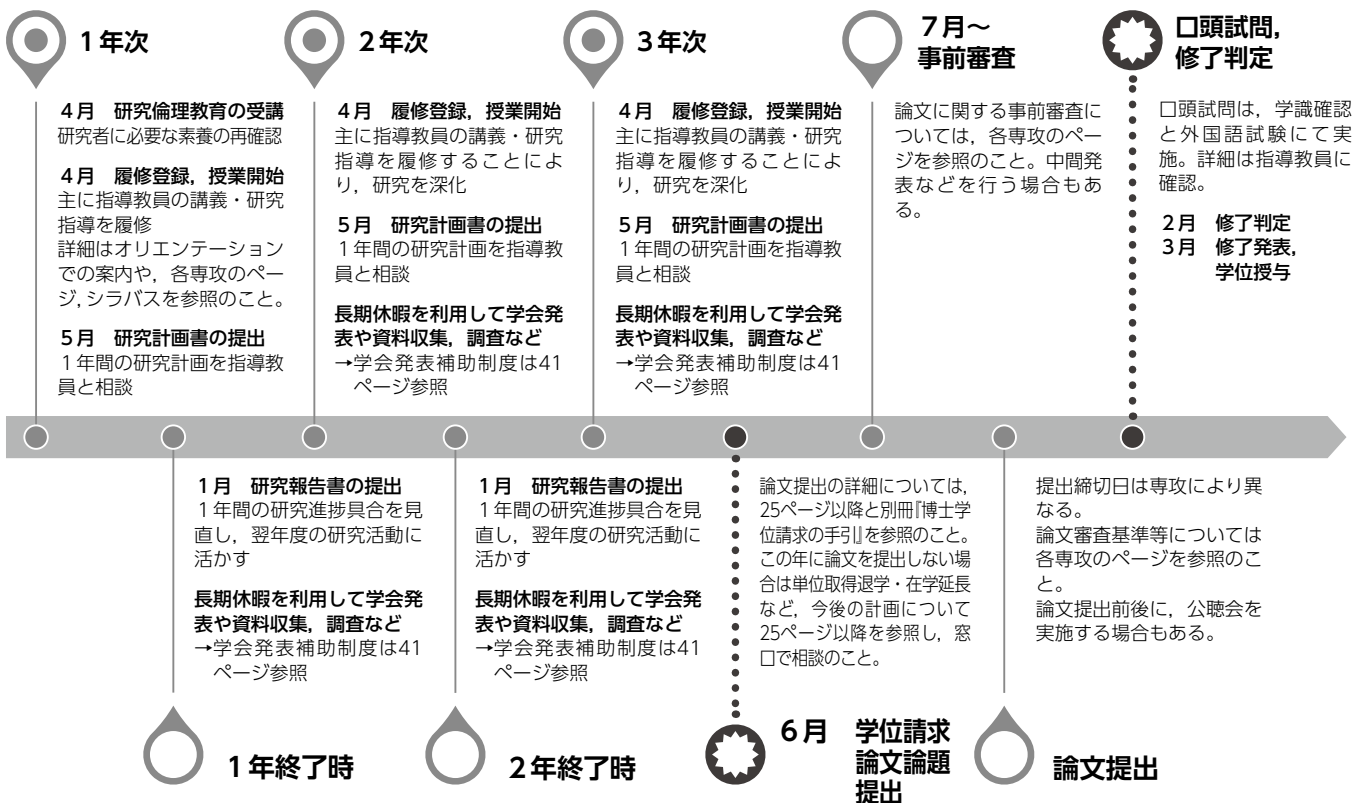 1年次
4月　研究倫理教育の受講
研究者に必要な素養の再確認
4月　履修登録，授業開始
主に指導教員の講義・研究
指導を履修
詳細はオリエンテーション
での案内や，各専攻のペー
ジ，シラバスを参照のこと。
5月　研究計画書の提出
1年間の研究計画を指導教
員と相談
2年次
4月　履修登録，授業開始
主に指導教員の講義・研究
指導を履修することによ
り，研究を深化
5月　研究計画書の提出
1年間の研究計画を指導教
員と相談
長期休暇を利用して学会発
表や資料収集，調査など
→学会発表補助制度は41
ページ参照
3年次
4月　履修登録，授業開始
主に指導教員の講義・研究
指導を履修することによ
り，研究を深化
5月　研究計画書の提出
1年間の研究計画を指導教
員と相談
長期休暇を利用して学会発
表や資料収集，調査など
→学会発表補助制度は41
ページ参照
7月～
事前審査
論文に関する事前審査に
ついては，各専攻のペー
ジを参照のこと。中間発
表などを行う場合もあ
る。
口頭試問，
修了判定
口頭試問は，学識確認
と外国語試験にて実
施。詳細は指導教員に
確認。
2月　修了判定
3月　修了発表，
学位授与
1月　研究報告書の提出
1年間の研究進捗具合を見
直し，翌年度の研究活動に
活かす
長期休暇を利用して学会発
表や資料収集，調査など
→学会発表補助制度は41
ページ参照
1年終了時
1月　研究報告書の提出
1年間の研究進捗具合を見
直し，翌年度の研究活動に
活かす
長期休暇を利用して学会発
表や資料収集，調査など
→学会発表補助制度は41
ページ参照
2年終了時
論文提出の詳細については，
25ページ以降と別冊『博士学
位請求の手引』を参照のこと。
この年に論文を提出しない場
合は単位取得退学・在学延長
など，今後の計画について
25ページ以降を参照し，窓
口で相談のこと。
6月　学位請求
論文論題
提出
提出締切日は専攻により異
なる。
論文審査基準等については
各専攻のページを参照のこ
と。
論文提出前後に，公聴会を
実施する場合もある。
論文提出